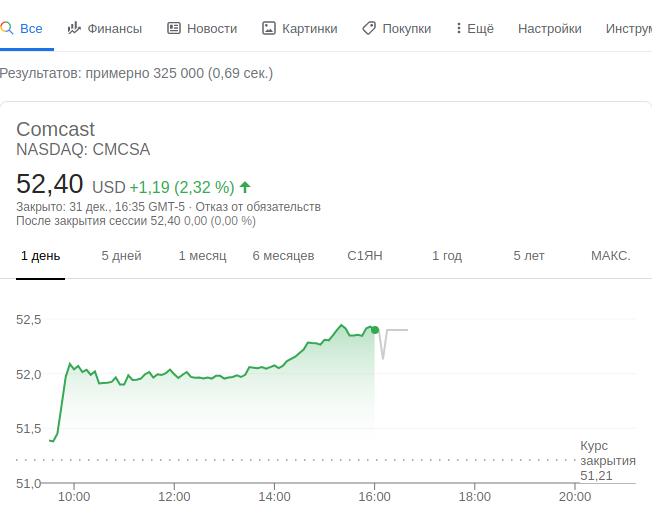 Все Финансы Новости Картинки Покупки Ещё Настройки Инструм
Результатов: примерно 325 000 (0,69 сек.)
Comcast
NASDAQ: CMCSA
52,40 USD +1,19 (2,32 %)
Закрыто: 31 дек., 16:35 GMT-5 · Отказ от обязательств
После закрытия сессии 52,40 0,00 (0,00 %)
1 день 5 дней 1 месяц 6 месяцев С1ЯН 1 год 5 лет МАКС.
52,5
52,0
51,5
Курс
закрытия
51,21
51,0
10:00 12:00 14:00 16:00 18:00 20:00